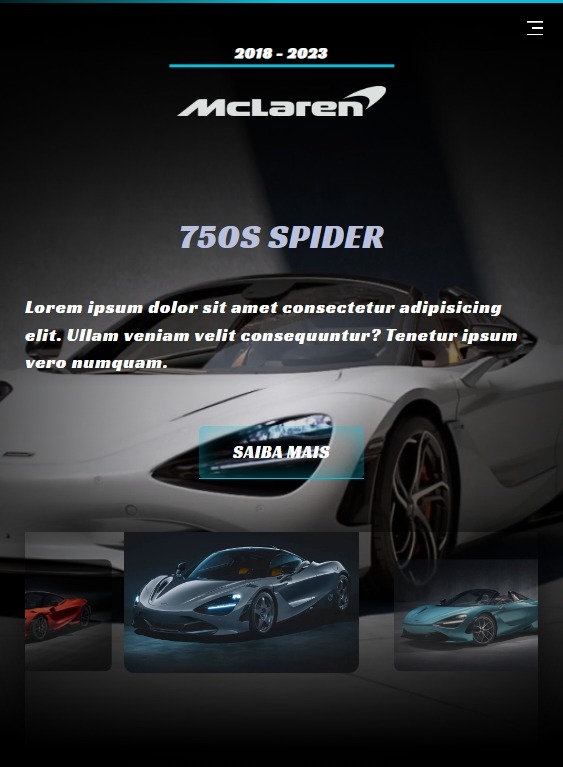 2018 - 2023
McLaren
750S SPIDER
Lorem ipsum dolor sit amet consectetur adipisicing
elit. Ullam veniam velit consequuntur? Tenetur ipsum
vero numquam.
SAIBA MAIS